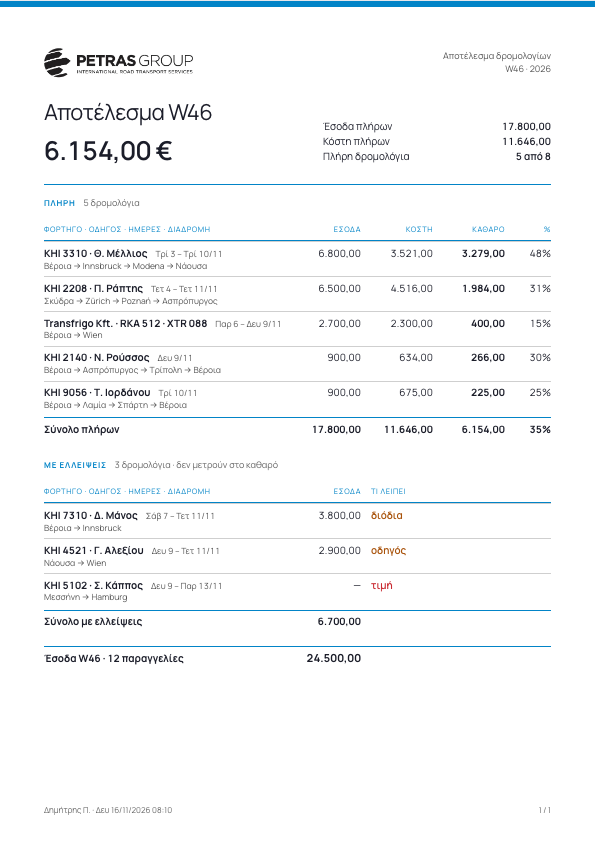 PETRAS GROUP
INTERNATIONAL ROAD TRANSPORT SERVICES
Αποτέλεσμα δρομολογίων
W46 · 2026
Αποτέλεσμα W46
6.154,00 €
Έσοδα πλήρων 17.800,00
Κόστη πλήρων 11.646,00
Πλήρη δρομολόγια 5 από 8
ΠΛΗΡΗ 5 δρομολόγια
ΦΟΡΤΗΓΟ · ΟΔΗΓΟΣ · ΗΜΕΡΕΣ · ΔΙΑΔΡΟΜΗ ΕΣΟΔΑ ΚΟΣΤΗ ΚΑΘΑΡΟ %
ΚΗΙ 3310 · Θ. Μέλλιος Τρί 3 – Τρί 10/11 6.800,00 3.521,00 3.279,00 48%
Βέροια → Innsbruck → Modena → Νάουσα
ΚΗΙ 2208 · Π. Ράπτης Τετ 4 – Τετ 11/11 6.500,00 4.516,00 1.984,00 31%
Σκύδρα → Zürich → Poznań → Ασπρόπυργος
Transfrigo Kft. · RKA 512 · XTR 088 Παρ 6 – Δευ 9/11 2.700,00 2.300,00 400,00 15%
Βέροια → Wien
ΚΗΙ 2140 · Ν. Ρούσσος Δευ 9/11 900,00 634,00 266,00 30%
Βέροια → Ασπρόπυργος → Τρίπολη → Βέροια
ΚΗΙ 9056 · Τ. Ιορδάνου Τρί 10/11 900,00 675,00 225,00 25%
Βέροια → Λαμία → Σπάρτη → Βέροια
Σύνολο πλήρων 17.800,00 11.646,00 6.154,00 35%
ΜΕ ΕΛΛΕΙΨΕΙΣ 3 δρομολόγια · δεν μετρούν στο καθαρό
ΦΟΡΤΗΓΟ · ΟΔΗΓΟΣ · ΗΜΕΡΕΣ · ΔΙΑΔΡΟΜΗ ΕΣΟΔΑ ΤΙ ΛΕΙΠΕΙ
ΚΗΙ 7310 · Δ. Μάνος Σάβ 7 – Τετ 11/11 3.800,00 διόδια
Βέροια → Innsbruck
ΚΗΙ 4521 · Γ. Αλεξίου Δευ 9 – Τετ 11/11 2.900,00 οδηγός
Νάουσα → Wien
ΚΗΙ 5102 · Σ. Κάππος Δευ 9 – Παρ 13/11 — τιμή
Μεσσήνη → Hamburg
Σύνολο με ελλείψεις 6.700,00
Έσοδα W46 · 12 παραγγελίες 24.500,00
Δημήτρης Π. · Δευ 16/11/2026 08:10 1 / 1